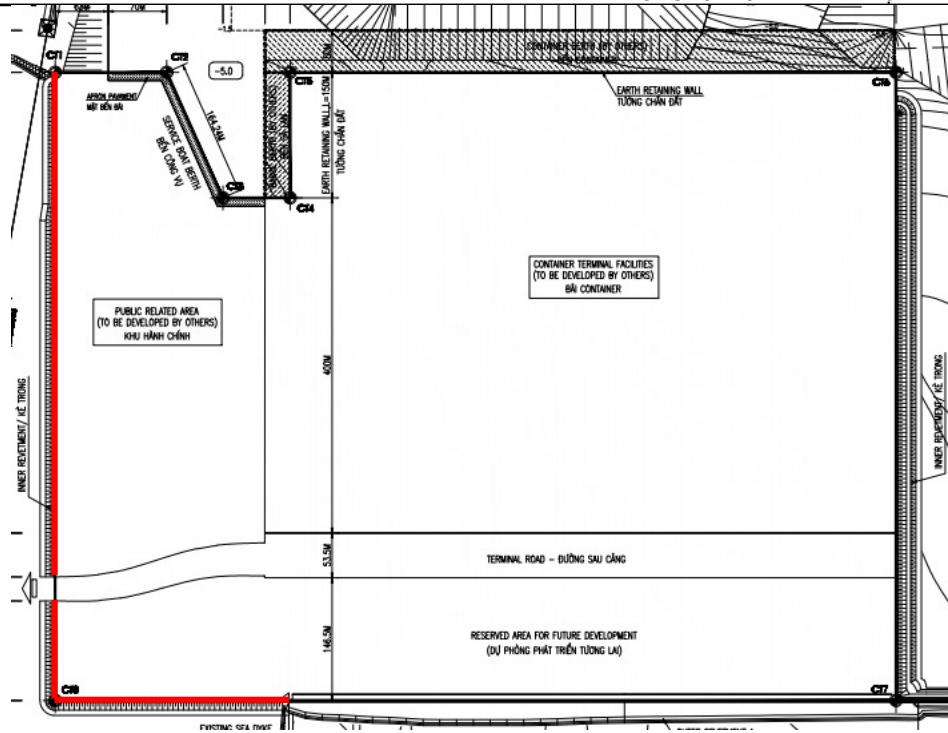 70M
-1.5
50M
CT1
CT2
-5.0
CT5
CONTAINER BERTH (BY OTHERS)
BẾN CONTAINER
CT6
EARTH RETAINING WALL
TƯỜNG CHẮN ĐẤT
APRON PAVEMENT/
MẶT BẾN BÃI
164.24M
SERVICE BOAT BERTH
BẾN CÔNG VỤ
CT3
EARTH RETAINING WALL, L=150M
TƯỜNG CHẮN ĐẤT
CT4
CONTAINER TERMINAL FACILITIES
(TO BE DEVELOPED BY OTHERS)
BÃI CONTAINER
PUBLIC RELATED AREA
(TO BE DEVELOPED BY OTHERS)
KHU HÀNH CHÍNH
400M
INNER REVETMENT/ KÈ TRONG
INNER REVETMENT/ KÈ TRONG
53.5M
TERMINAL ROAD - ĐƯỜNG SAU CẢNG
146.5M
RESERVED AREA FOR FUTURE DEVELOPMENT
(DỰ PHÒNG PHÁT TRIỂN TƯƠNG LAI)
CT8
CT7
EXISTING SEA DYKE